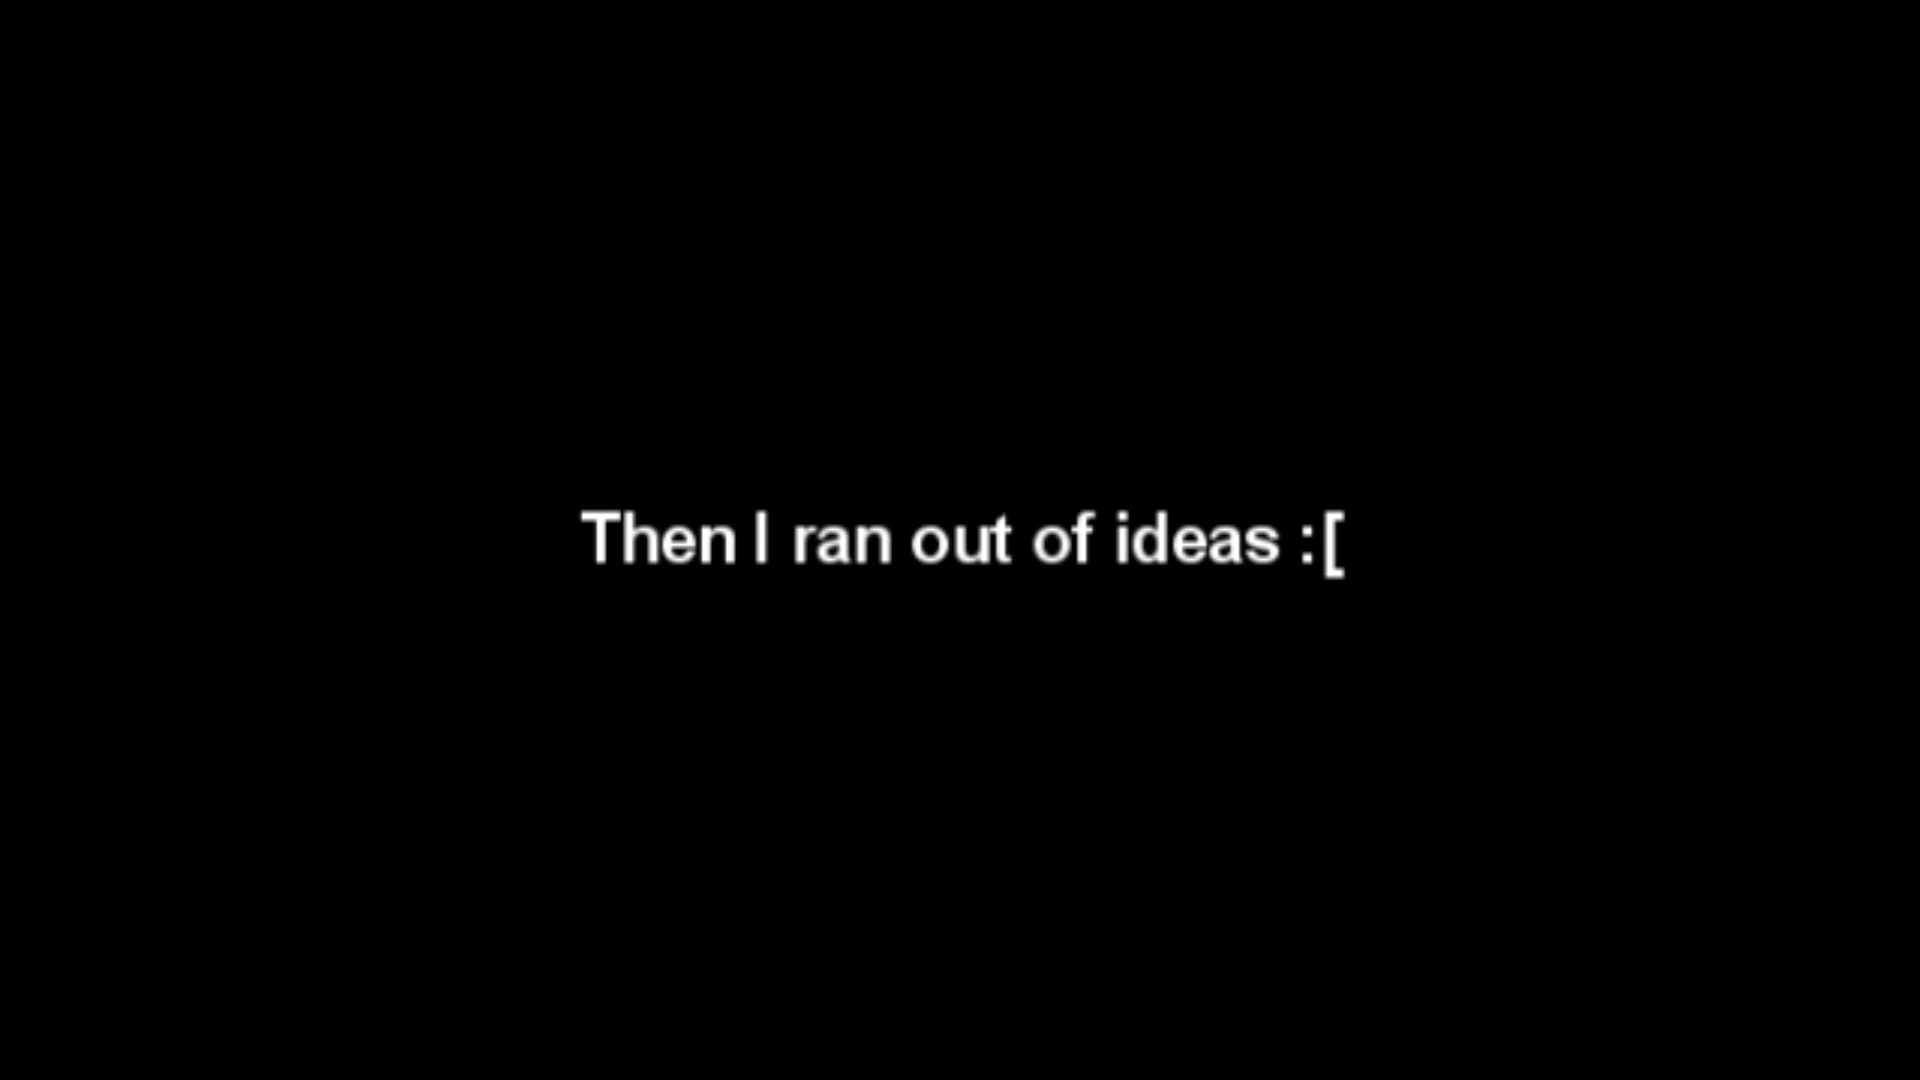 Then I ran out of ideas :[